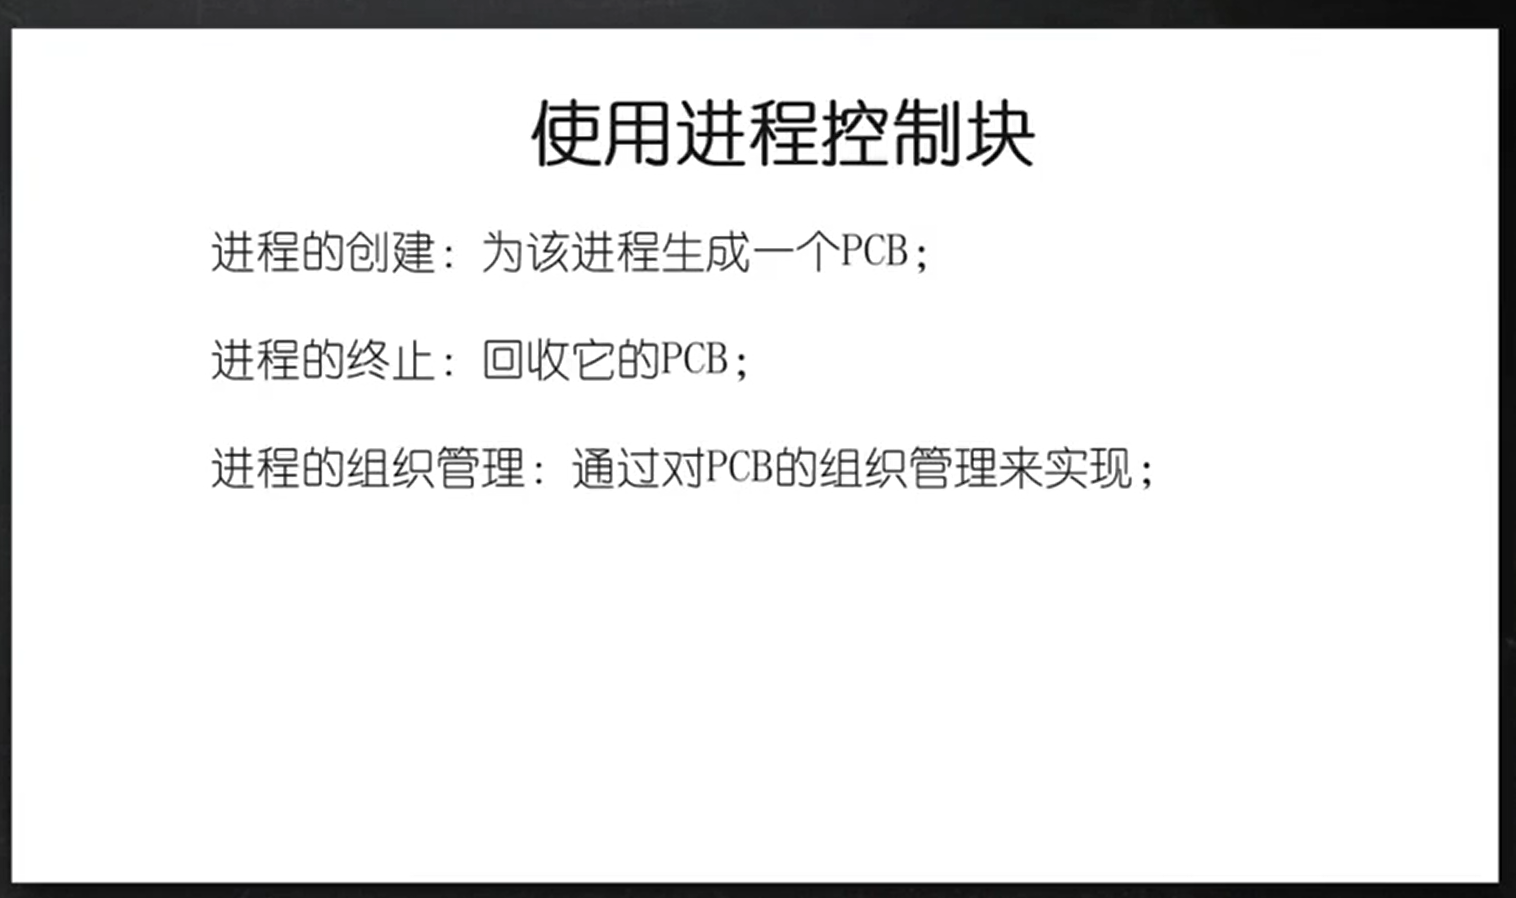 使用进程控制块
进程的创建：为该进程生成一个PCB；
进程的终止：回收它的PCB；
进程的组织管理：通过对PCB的组织管理来实现；